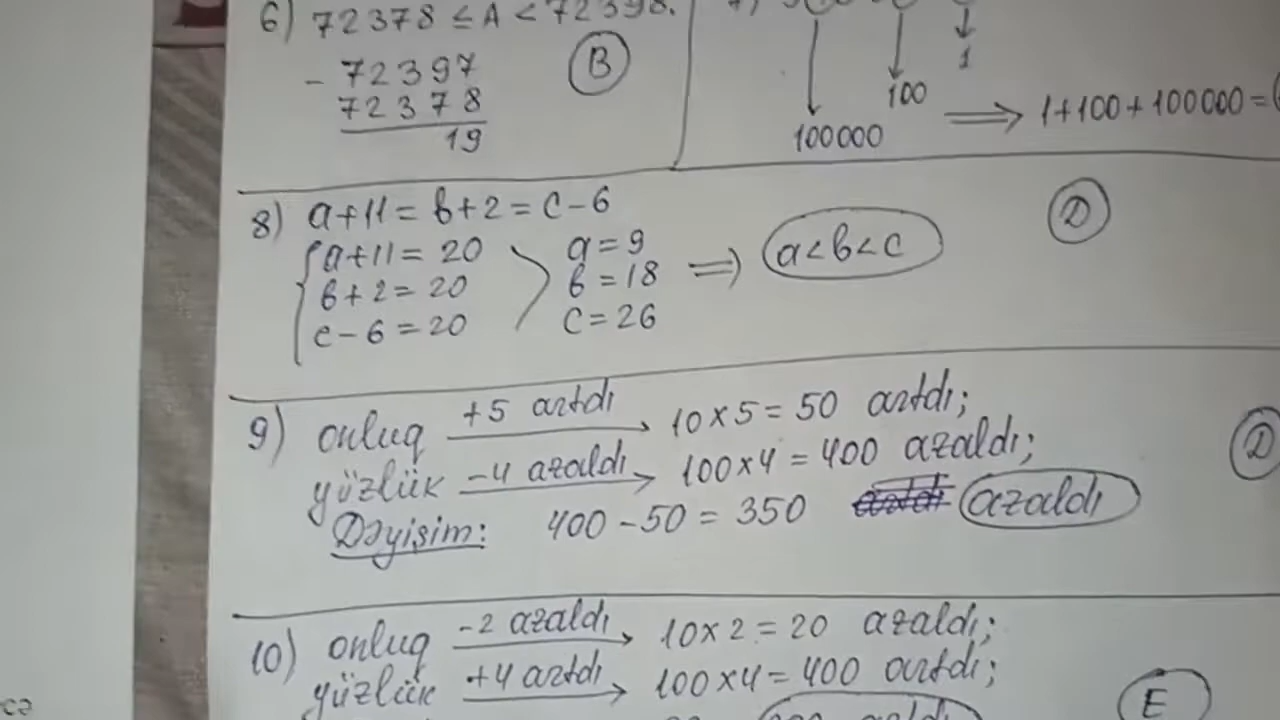 6) 72378 ≤ A < 72398.
- 72397
72378
19
B
7)
100000
100
1
⟹ 1+100+100000=
8) a+11=b+2=c-6
a+11=20
b+2=20
c-6=20
a=9
b=18
c=26
⟹ a<b<c
D
9) onluq +5 artdı 10×5=50 artdı;
yüzlük -4 azaldı 100×4=400 azaldı;
Dəyişim: 400-50=350 azaldı
D
10) onluq -2 azaldı 10×2=20 azaldı;
yüzlük +4 artdı 100×4=400 artdı;
E
cə